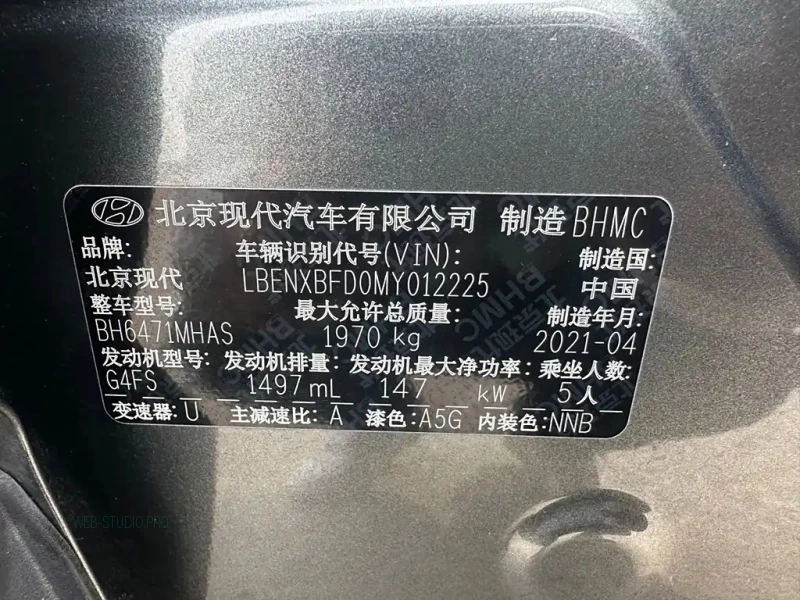 北京现代汽车有限公司 制造 BHMC
品牌: 车辆识别代号(VIN): 制造国:
北京现代 LBENXBFD0MY012225 中国
整车型号: 最大允许总质量: 制造年月:
BH6471MHAS 1970 kg 2021-04
发动机型号: 发动机排量: 发动机最大净功率: 乘坐人数:
G4FS 1497 mL 147 kW 5人
变速器: U 主减速比: A 漆色: A5G 内装色: NNB
WEB-STUDIO.PRO